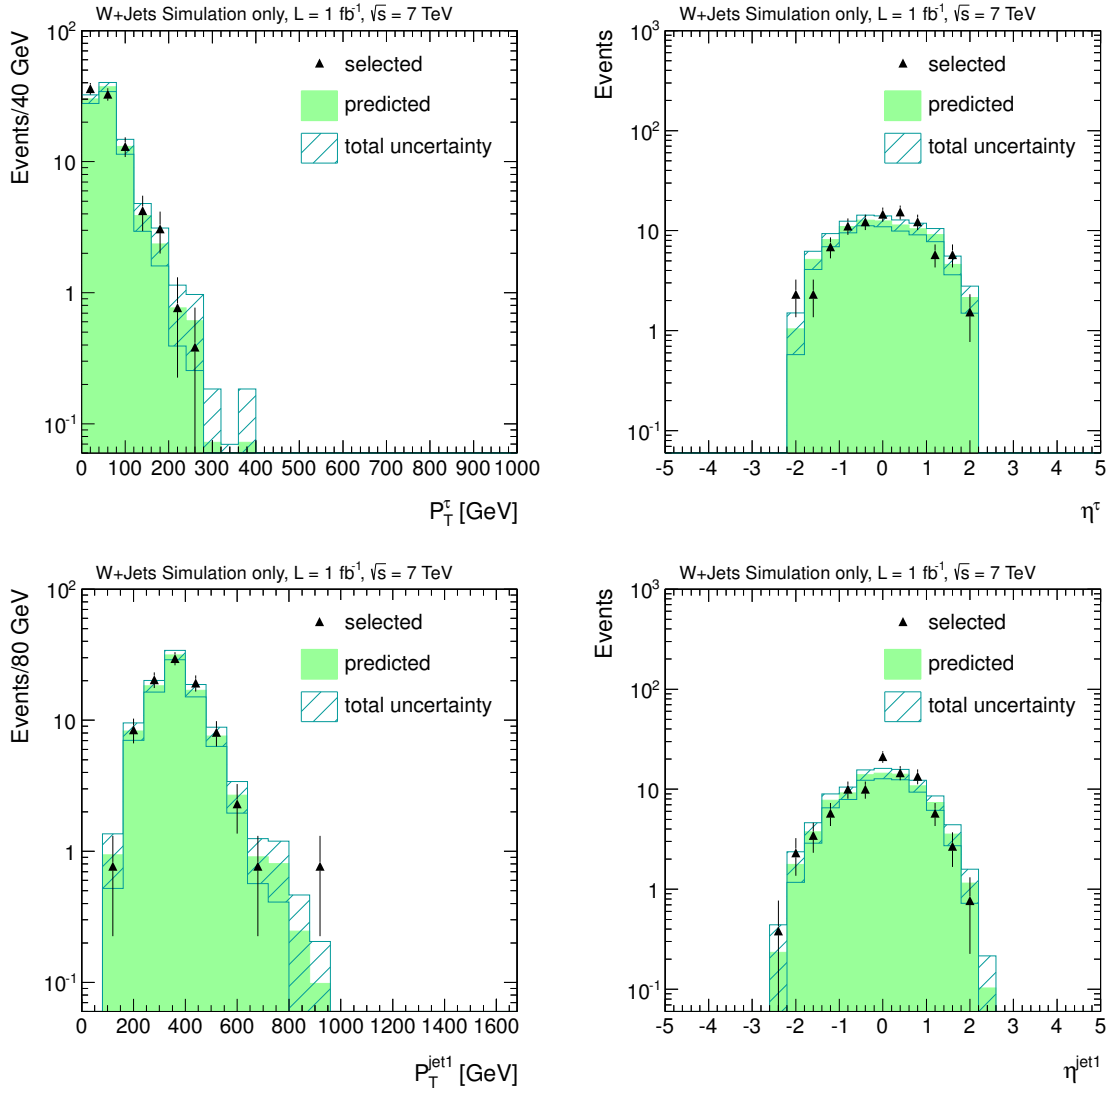 W+Jets Simulation only, L = 1 fb⁻¹, √s = 7 TeV
Events/40 GeV
10²
10
1
10⁻¹
selected
predicted
total uncertainty
0 100 200 300 400 500 600 700 800 900 1000
P_T^τ [GeV]
W+Jets Simulation only, L = 1 fb⁻¹, √s = 7 TeV
Events
10³
10²
10
1
10⁻¹
selected
predicted
total uncertainty
-5 -4 -3 -2 -1 0 1 2 3 4 5
η^τ
W+Jets Simulation only, L = 1 fb⁻¹, √s = 7 TeV
Events/80 GeV
10²
10
1
10⁻¹
selected
predicted
total uncertainty
0 200 400 600 800 1000 1200 1400 1600
P_T^jet1 [GeV]
W+Jets Simulation only, L = 1 fb⁻¹, √s = 7 TeV
Events
10³
10²
10
1
10⁻¹
selected
predicted
total uncertainty
-5 -4 -3 -2 -1 0 1 2 3 4 5
η^jet1